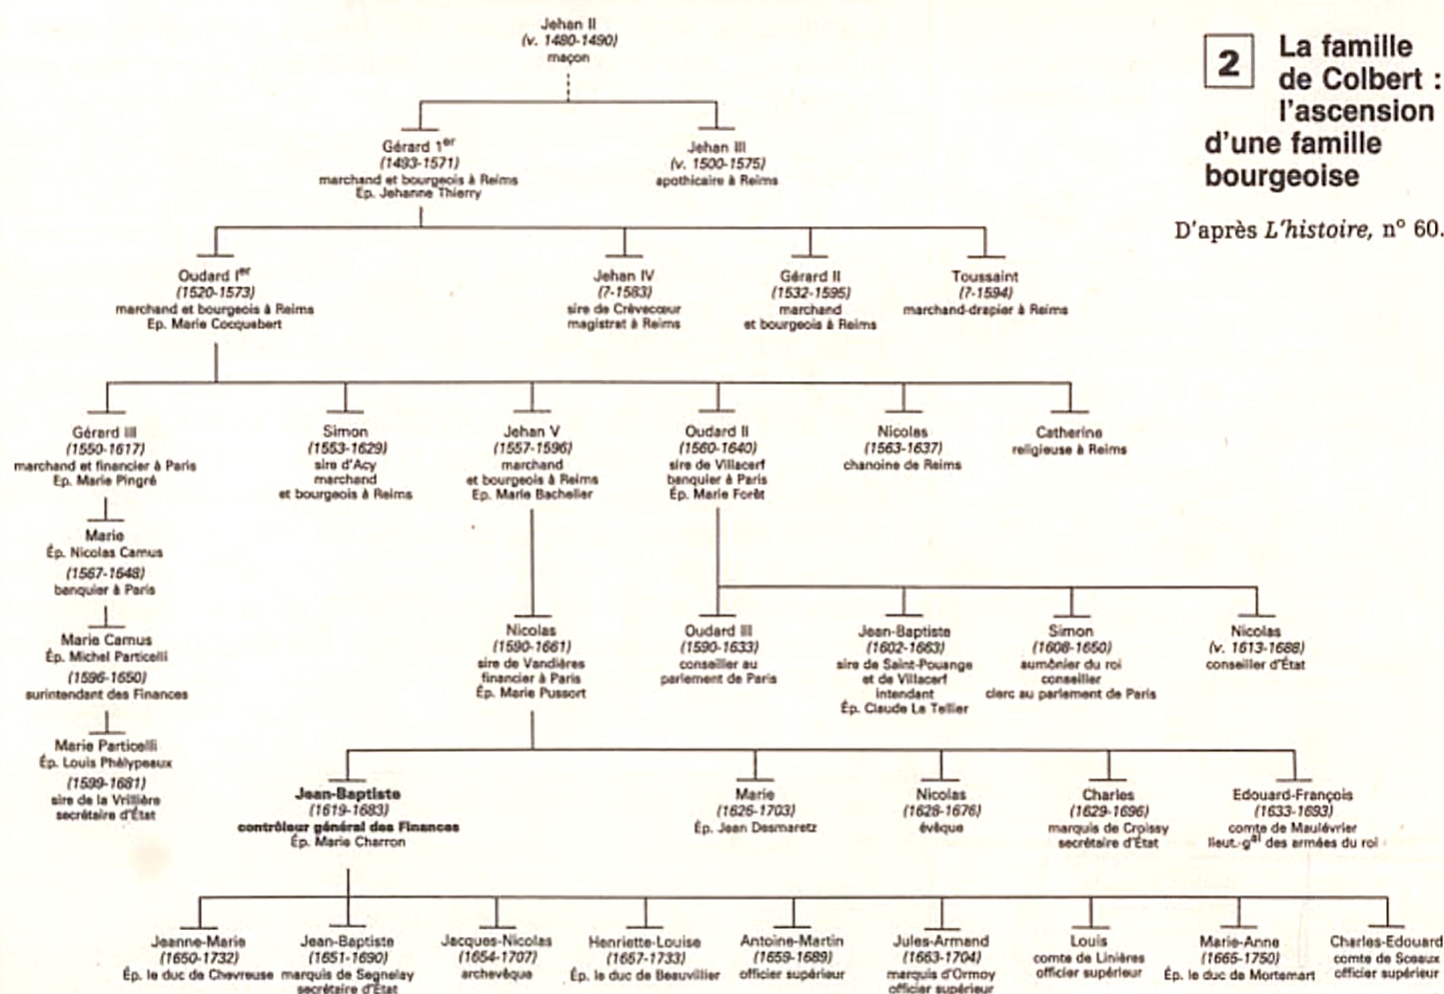 Jehan II
(v. 1480-1490)
maçon
2
La famille
de Colbert :
l'ascension
d'une famille
bourgeoise
D'après L'histoire, n° 60.
Gérard 1er
(1493-1571)
marchand et bourgeois à Reims
Ép. Jehanne Thierry
Jehan III
(v. 1500-1575)
apothicaire à Reims
Oudard Ier
(1520-1573)
marchand et bourgeois à Reims
Ep. Marie Cocquebert
Jehan IV
(?-1583)
sire de Crèvecœur
magistrat à Reims
Gérard II
(1532-1595)
marchand
et bourgeois à Reims
Toussaint
(?-1594)
marchand-drapier à Reims
Gérard III
(1550-1617)
marchand et financier à Paris
Ep. Marie Pingré
Simon
(1553-1629)
sire d'Acy
marchand
et bourgeois à Reims
Jehan V
(1557-1596)
marchand
et bourgeois à Reims
Ép. Marie Bachelier
Oudard II
(1560-1640)
sire de Villacerf
banquier à Paris
Ép. Marie Forêt
Nicolas
(1563-1637)
chanoine de Reims
Catherine
religieuse à Reims
Marie
Ép. Nicolas Camus
(1567-1648)
banquier à Paris
Marie Camus
Ép. Michel Particelli
(1596-1650)
surintendant des Finances
Marie Particelli
Ép. Louis Phélypeaux
(1599-1681)
sire de la Vrillière
secrétaire d'État
Nicolas
(1590-1661)
sire de Vandières
financier à Paris
Ép. Marie Pussort
Oudard III
(1590-1633)
conseiller au
parlement de Paris
Jean-Baptiste
(1602-1663)
sire de Saint-Pouange
et de Villacerf
intendant
Ép. Claude Le Tellier
Simon
(1608-1650)
aumônier du roi
conseiller
clerc au parlement de Paris
Nicolas
(v. 1613-1688)
conseiller d'État
Jean-Baptiste
(1619-1683)
contrôleur général des Finances
Ép. Marie Charron
Marie
(1626-1703)
Ép. Jean Desmaretz
Nicolas
(1628-1676)
évêque
Charles
(1629-1696)
marquis de Croissy
secrétaire d'État
Edouard-François
(1633-1693)
comte de Maulévrier
lieut.-gal des armées du roi
Jeanne-Marie
(1650-1732)
Ép. le duc de Chevreuse
Jean-Baptiste
(1651-1690)
marquis de Segnelay
secrétaire d'État
Jacques-Nicolas
(1654-1707)
archevêque
Henriette-Louise
(1657-1733)
Ép. le duc de Beauvillier
Antoine-Martin
(1659-1689)
officier supérieur
Jules-Armand
(1663-1704)
marquis d'Ormoy
officier supérieur
Louis
comte de Linières
officier supérieur
Marie-Anne
(1665-1750)
Ép. le duc de Mortemart
Charles-Edouard
comte de Sceaux
officier supérieur